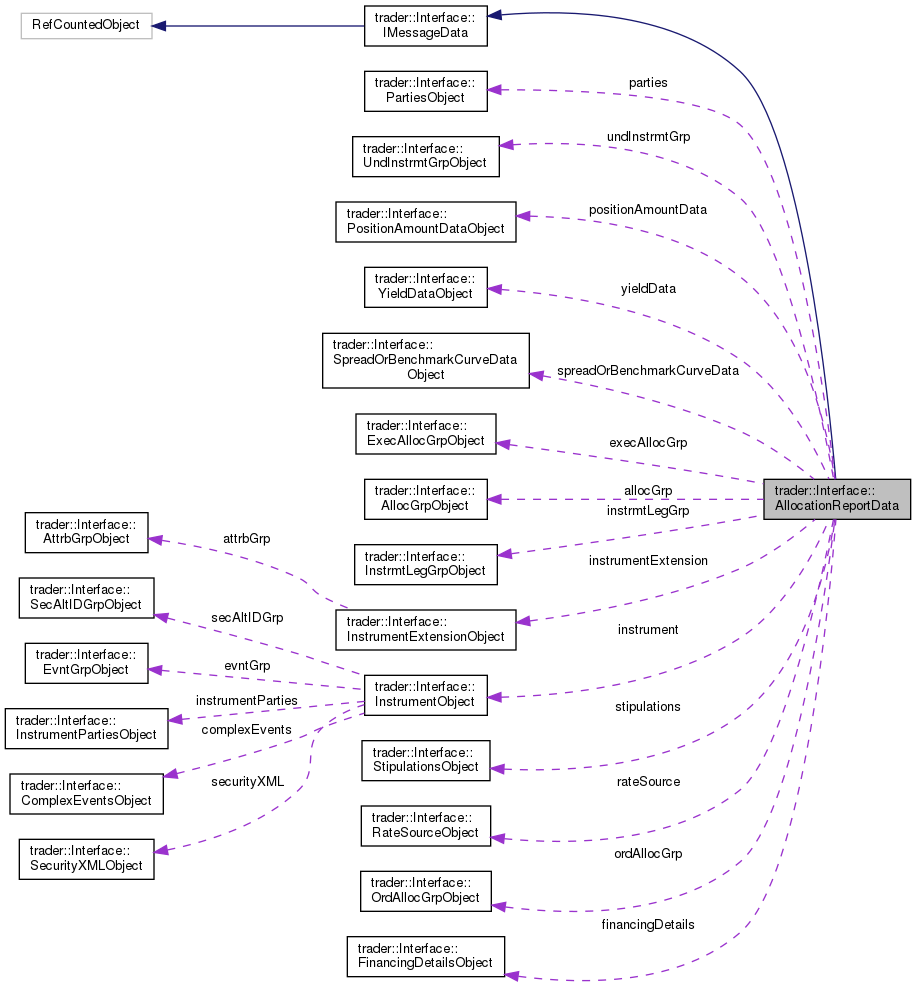 RefCountedObject
trader::Interface::
IMessageData
parties
trader::Interface::
PartiesObject
undInstrmtGrp
trader::Interface::
UndInstrmtGrpObject
positionAmountData
trader::Interface::
PositionAmountDataObject
yieldData
trader::Interface::
YieldDataObject
trader::Interface::
SpreadOrBenchmarkCurveData
Object
spreadOrBenchmarkCurveData
trader::Interface::
ExecAllocGrpObject
execAllocGrp
trader::Interface::
AllocGrpObject
allocGrp
trader::Interface::
AllocationReportData
instrmtLegGrp
trader::Interface::
InstrmtLegGrpObject
trader::Interface::
AttrbGrpObject
attrbGrp
instrumentExtension
trader::Interface::
InstrumentExtensionObject
trader::Interface::
SecAltIDGrpObject
secAltIDGrp
instrument
trader::Interface::
EvntGrpObject
evntGrp
trader::Interface::
InstrumentObject
trader::Interface::
InstrumentPartiesObject
instrumentParties
complexEvents
stipulations
trader::Interface::
StipulationsObject
trader::Interface::
ComplexEventsObject
securityXML
rateSource
trader::Interface::
RateSourceObject
trader::Interface::
SecurityXMLObject
ordAllocGrp
trader::Interface::
OrdAllocGrpObject
financingDetails
trader::Interface::
FinancingDetailsObject